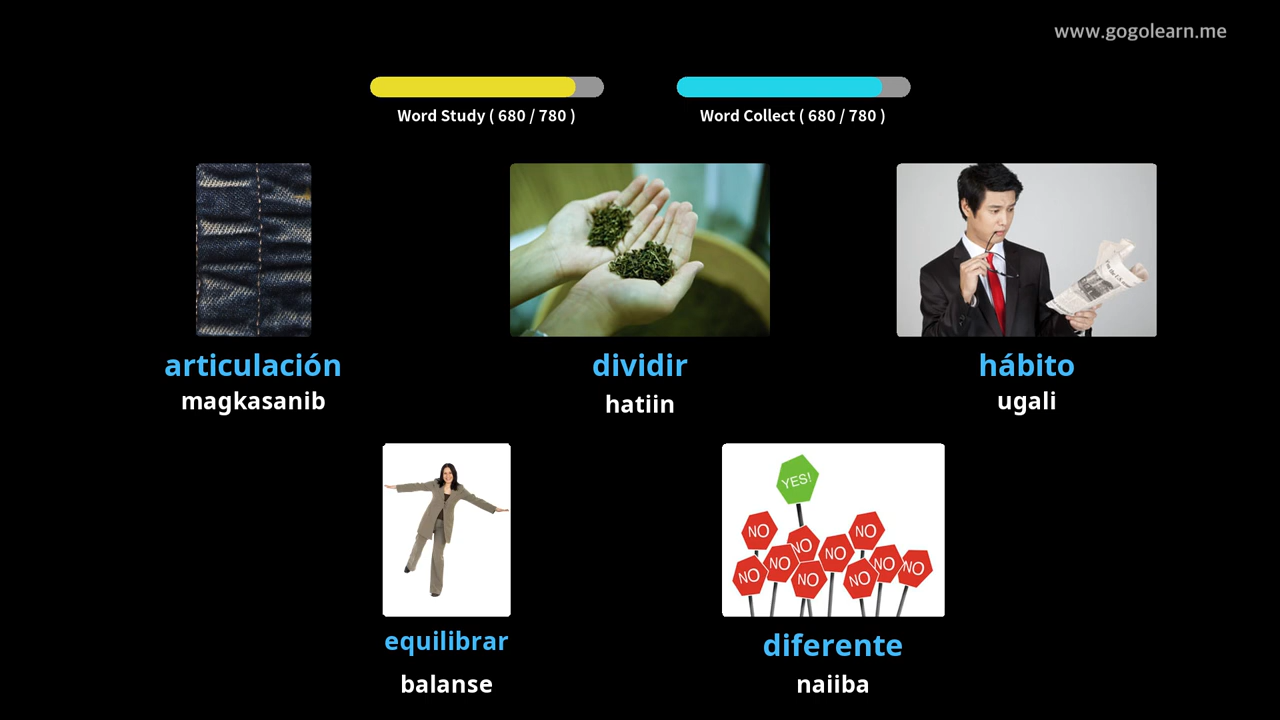 www.gogolearn.me
Word Study ( 680 / 780 )
Word Collect ( 680 / 780 )
articulación
magkasanib
dividir
hatiin
hábito
ugali
YES!
NO
NO
NO
NO
NO
NO
NO
NO
NO
NO
equilibrar
balanse
diferente
naiiba